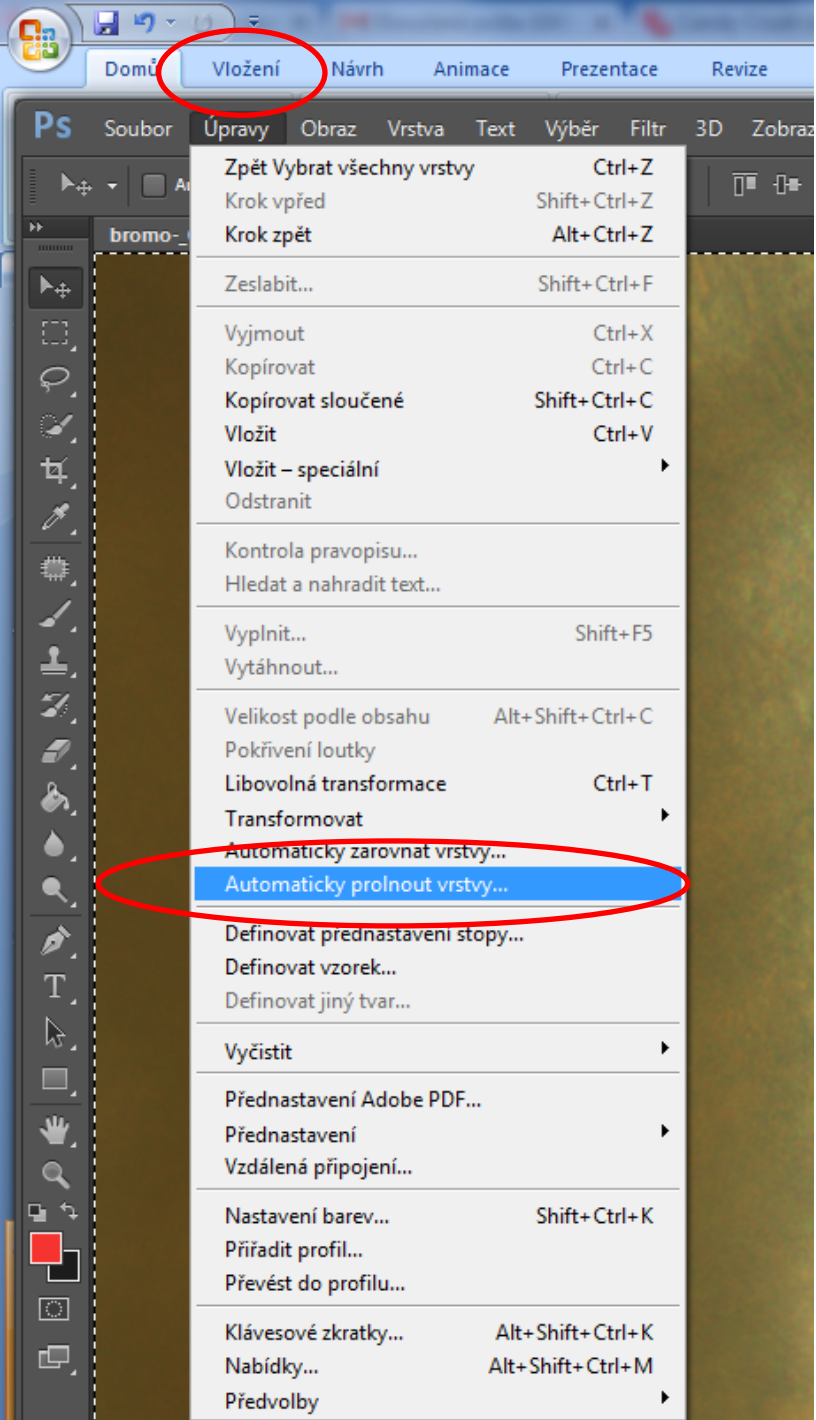 Domů Vložení Návrh Animace Prezentace Revize
Ps Soubor Úpravy Obraz Vrstva Text Výběr Filtr 3D Zobraz
Zpět Vybrat všechny vrstvy Ctrl+Z
Krok vpřed Shift+Ctrl+Z
bromo-_
Krok zpět Alt+Ctrl+Z
Zeslabit... Shift+Ctrl+F
Vyjmout Ctrl+X
Kopírovat Ctrl+C
Kopírovat sloučené Shift+Ctrl+C
Vložit Ctrl+V
Vložit – speciální
Odstranit
Kontrola pravopisu...
Hledat a nahradit text...
Vyplnit... Shift+F5
Vytáhnout...
Velikost podle obsahu Alt+Shift+Ctrl+C
Pokřivení loutky
Libovolná transformace Ctrl+T
Transformovat
Automaticky zarovnat vrstvy...
Automaticky prolnout vrstvy...
Definovat přednastavení stopy...
Definovat vzorek...
Definovat jiný tvar...
Vyčistit
Přednastavení Adobe PDF...
Přednastavení
Vzdálená připojení...
Nastavení barev... Shift+Ctrl+K
Přiřadit profil...
Převést do profilu...
Klávesové zkratky... Alt+Shift+Ctrl+K
Nabídky... Alt+Shift+Ctrl+M
Předvolby